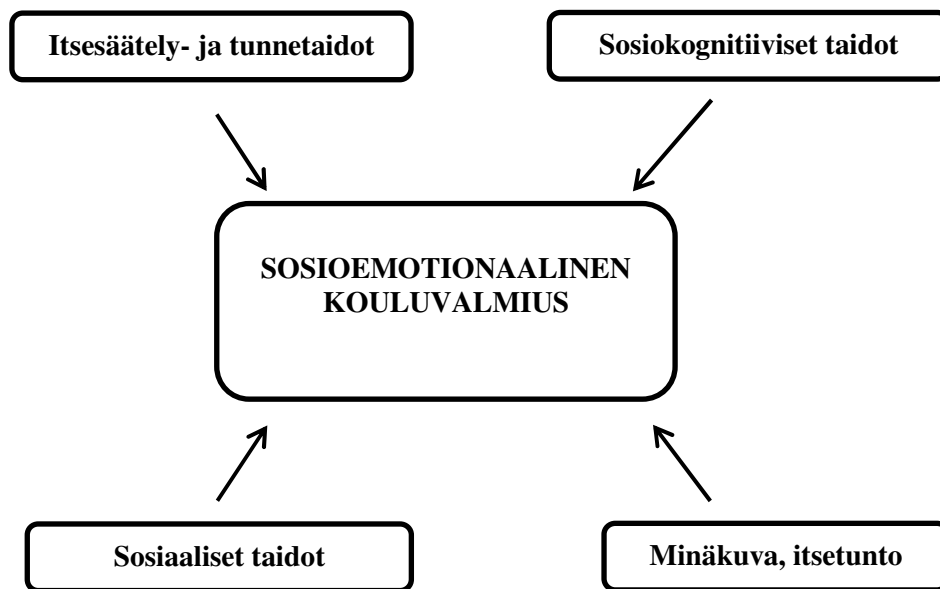 Itsesäätely- ja tunnetaidot
Sosiokognitiiviset taidot
SOSIOEMOTIONAALINEN
KOULUVALMIUS
Sosiaaliset taidot
Minäkuva, itsetunto